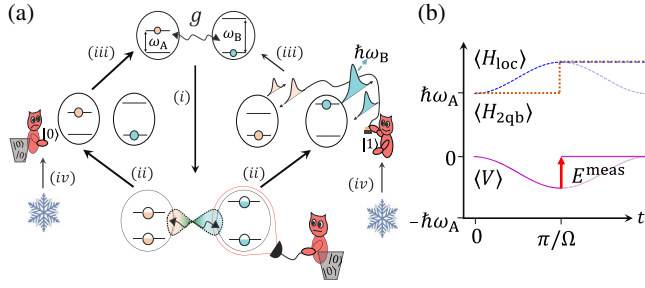 (a)
g
ω_A
ω_B
(iii)
(iii)
ħω_B
(i)
|0⟩
|1⟩
|0⟩
|0⟩
(ii)
(ii)
(iv)
(iv)
|0⟩
|0⟩
(b)
⟨H_loc⟩
ħω_A
⟨H_2qb⟩
0
⟨V⟩
E^meas
−ħω_A
0
π/Ω
t